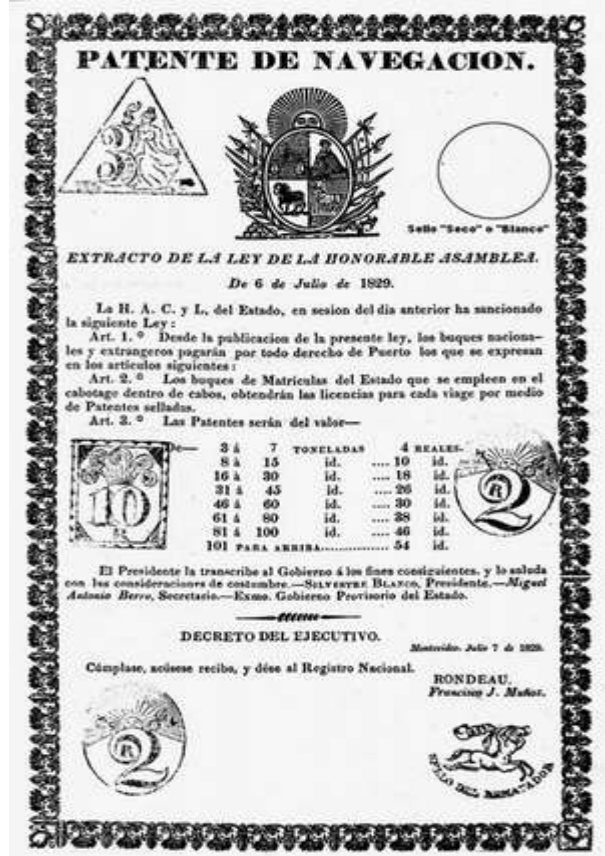 PATENTE DE NAVEGACION.
3
Sello "Seco" o "Blanco"
EXTRACTO DE LA LEY DE LA HONORABLE ASAMBLEA.
De 6 de Julio de 1829.
La H. A. C. y L. del Estado, en sesion del dia anterior ha sancionado
la siguiente Ley:
Art. 1.° Desde la publicacion de la presente ley, los buques naciona-
les y extrangeros pagarán por todo derecho de Puerto los que se expresan
en los articulos siguientes:
Art. 2.° Los buques de Matriculas del Estado que se empleen en el
cabotage dentro de cabos, obtendrán las licencias para cada viage por medio
de Patentes selladas.
Art. 3.° Las Patentes serán del valor—
De— 3 á 7 TONELADAS 4 REALES.
8 à 15 id. .... 10 id.
16 à 30 id. .... 18 id.
31 á 45 id. .... 26 id.
46 á 60 id. .... 30 id.
61 á 80 id. .... 38 id.
81 á 100 id. .... 46 id.
101 PARA ARRIBA............... 54 id.
10
R
2
El Presidente la transcribe al Gobierno á los fines consiguientes, y lo saluda
con las consideraciones de costumbre.—SILVESTRE BLANCO, Presidente.—Miguel
Antonio Berro, Secretario.—Exmo. Gobierno Provisorio del Estado.
DECRETO DEL EJECUTIVO.
Montevideo, Julio 7 de 1829.
Cúmplase, acúsese recibo, y dése al Registro Nacional.
RONDEAU.
Francisco J. Muñoz.
R
2
SELLO DEL REMATADOR